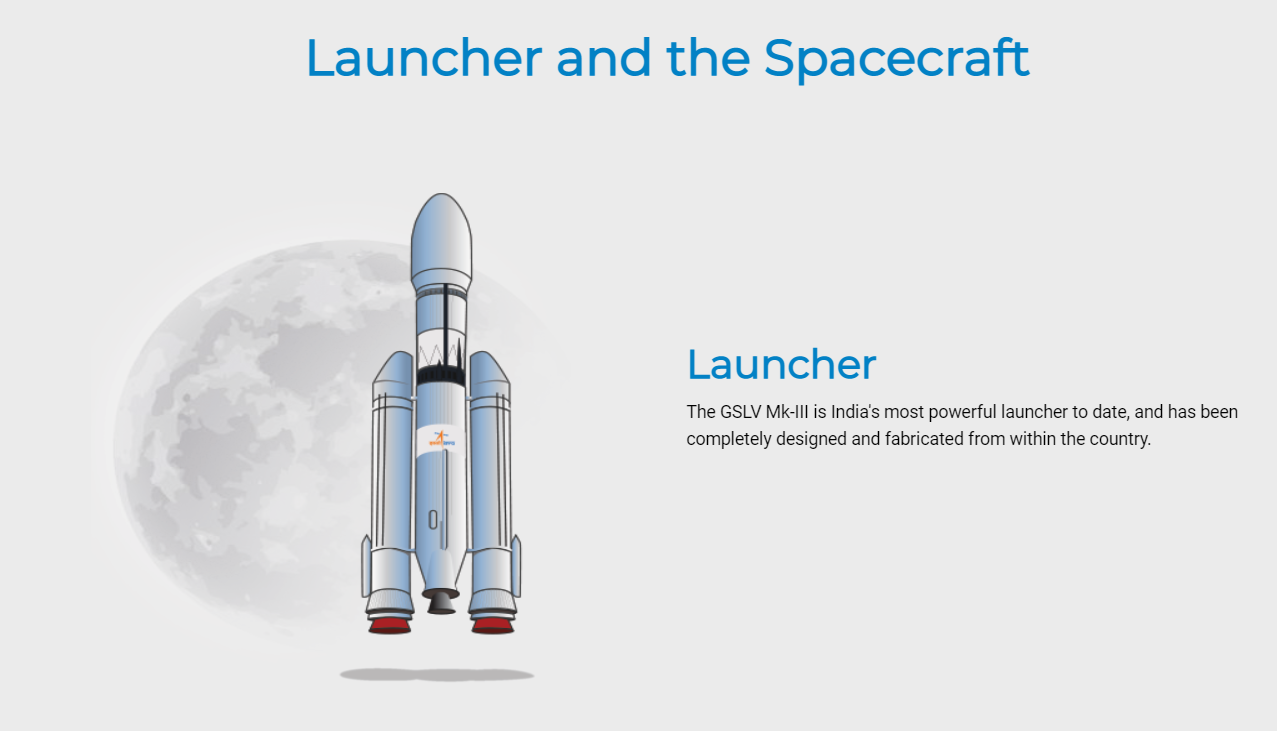 Launcher and the Spacecraft
Launcher
The GSLV Mk-III is India's most powerful launcher to date, and has been
completely designed and fabricated from within the country.